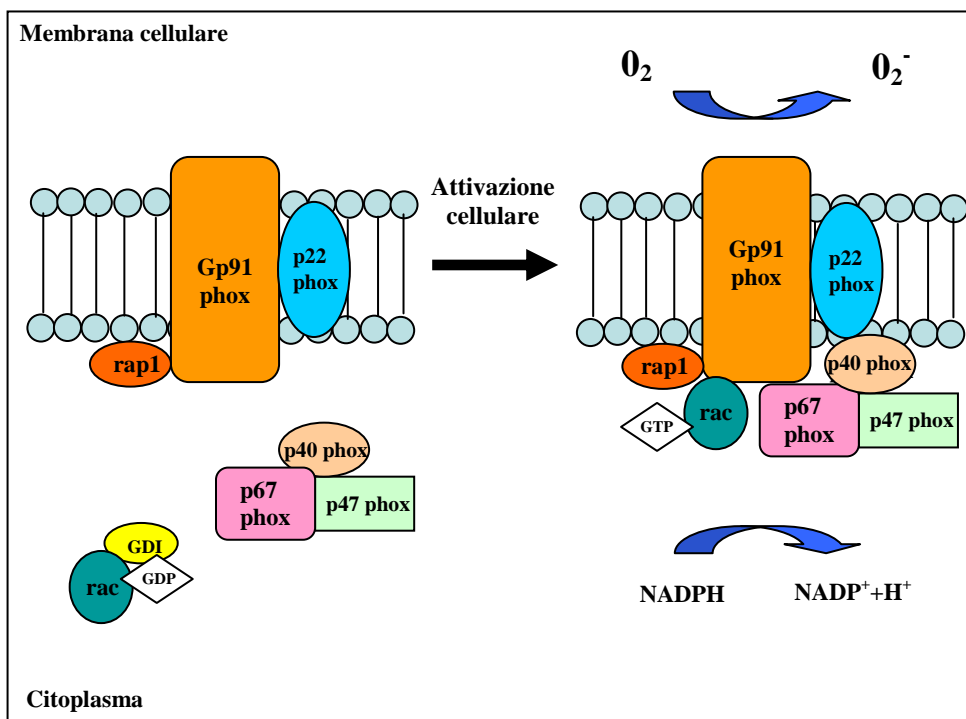 Membrana cellulare
0₂
0₂⁻
Attivazione
cellulare
Gp91
phox
p22
phox
rap1
p40 phox
p67
phox
p47 phox
GDI
GDP
rac
Gp91
phox
p22
phox
rap1
p40 phox
rac
GTP
p67
phox
p47 phox
NADPH
NADP⁺+H⁺
Citoplasma